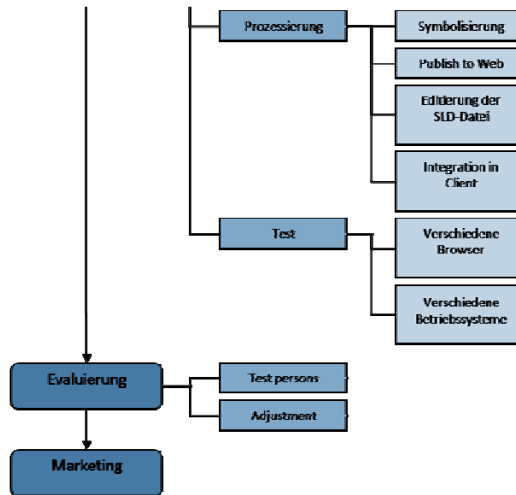 Prozessierung
Symbolisierung
Publish to Web
Editierung der
SLD-Datei
Integration in
Client
Test
Verschiedene
Browser
Verschiedene
Betriebssysteme
Evaluierung
Test persons
Adjustment
Marketing